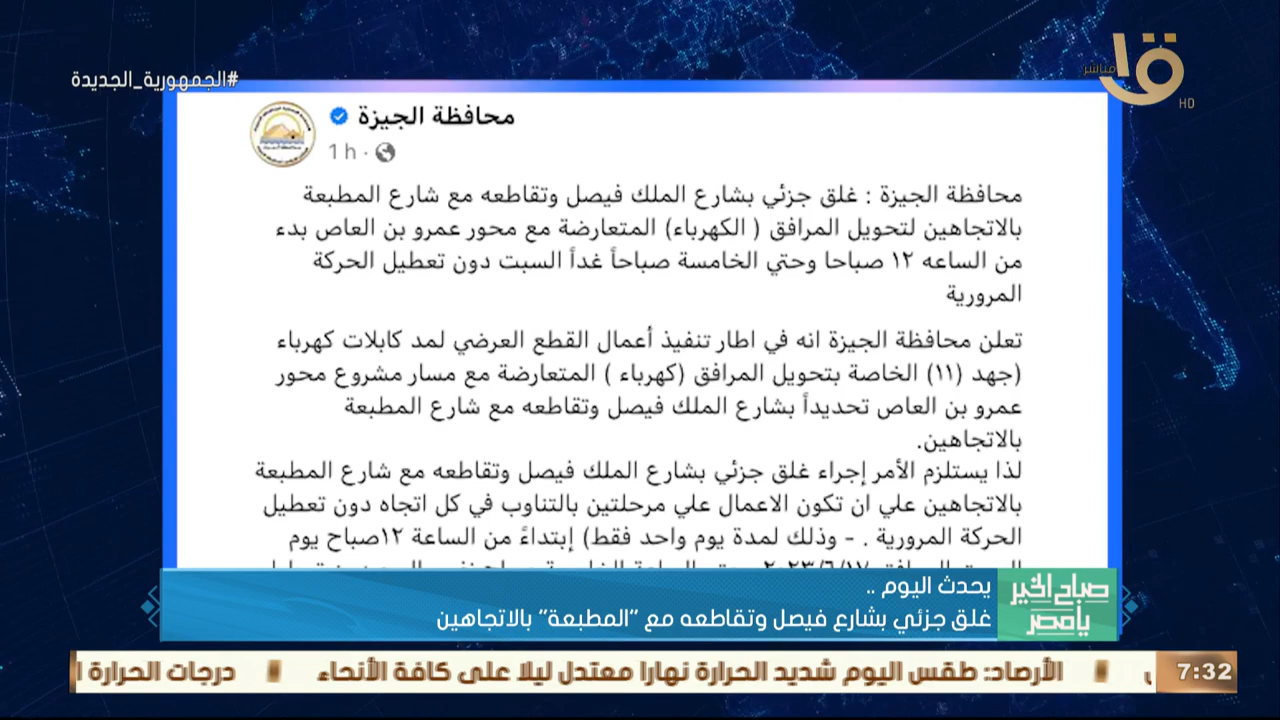 #الجمهورية_الجديدة
مباشر
HD
محافظة الجيزة
1 h ·
محافظة الجيزة : غلق جزئي بشارع الملك فيصل وتقاطعه مع شارع المطبعة
بالاتجاهين لتحويل المرافق ( الكهرباء) المتعارضة مع محور عمرو بن العاص بدء
من الساعه ١٢ صباحا وحتي الخامسة صباحاً غداً السبت دون تعطيل الحركة
المرورية
تعلن محافظة الجيزة انه في اطار تنفيذ أعمال القطع العرضي لمد كابلات كهرباء
(جهد (١١) الخاصة بتحويل المرافق (كهرباء ) المتعارضة مع مسار مشروع محور
عمرو بن العاص تحديداً بشارع الملك فيصل وتقاطعه مع شارع المطبعة
بالاتجاهين.
لذا يستلزم الأمر إجراء غلق جزئي بشارع الملك فيصل وتقاطعه مع شارع المطبعة
بالاتجاهين علي ان تكون الاعمال علي مرحلتين بالتناوب في كل اتجاه دون تعطيل
الحركة المرورية . - وذلك لمدة يوم واحد فقط) إبتداءً من الساعة ١٢صباح يوم
صباح الخير
يا مصر
يحدث اليوم ..
غلق جزئي بشارع فيصل وتقاطعه مع "المطبعة" بالاتجاهين
7:32
الأرصاد: طقس اليوم شديد الحرارة نهارا معتدل ليلا على كافة الأنحاء
درجات الحرارة